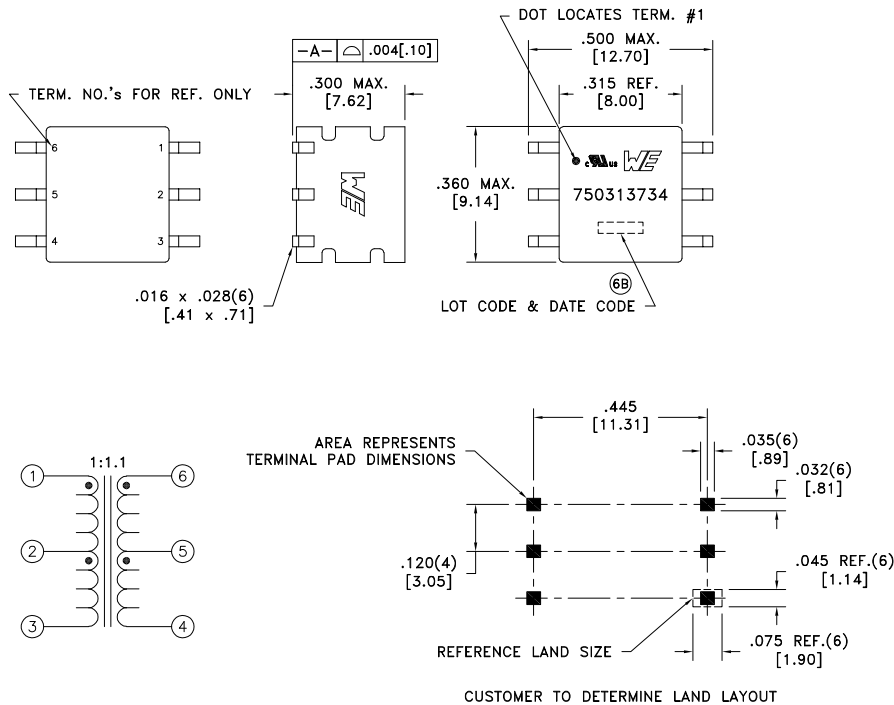 DOT LOCATES TERM. #1
-A- ⌓ .004[.10]
.500 MAX.
[12.70]
.300 MAX.
[7.62]
.315 REF.
[8.00]
TERM. NO.'s FOR REF. ONLY
6 1
5 2
4 3
WE
c UL us WE
750313734
.360 MAX.
[9.14]
6B
LOT CODE & DATE CODE
.016 x .028(6)
[.41 x .71]
1:1.1
1 6
2 5
3 4
.445
[11.31]
AREA REPRESENTS
TERMINAL PAD DIMENSIONS
.035(6)
[.89]
.032(6)
[.81]
.120(4)
[3.05]
.045 REF.(6)
[1.14]
REFERENCE LAND SIZE
.075 REF.(6)
[1.90]
CUSTOMER TO DETERMINE LAND LAYOUT